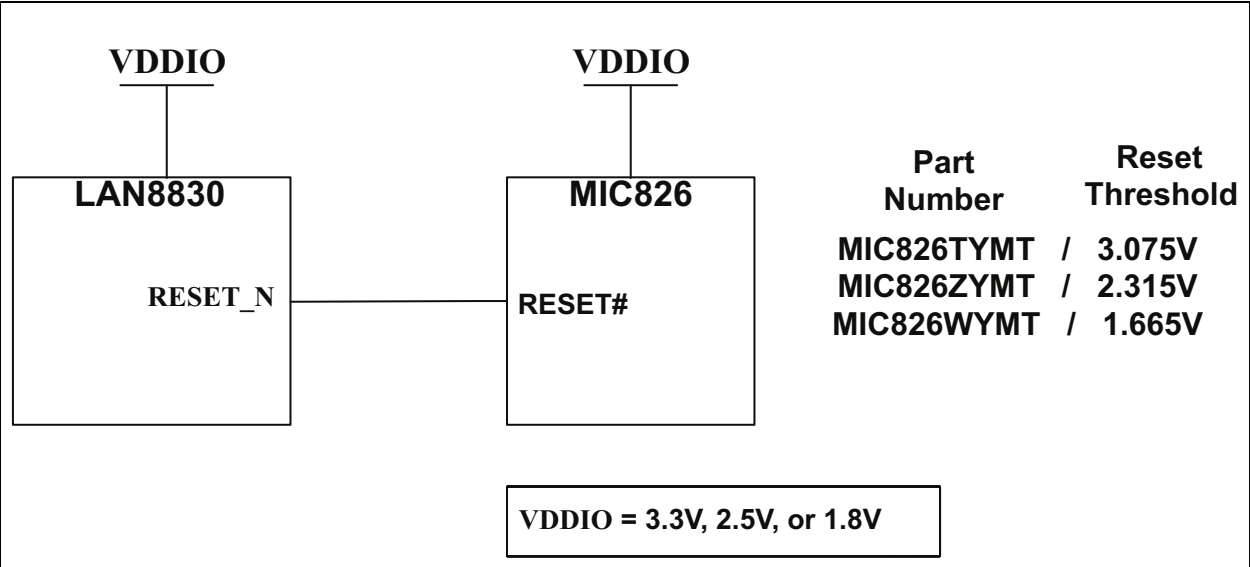 VDDIO VDDIO
LAN8830 MIC826
RESET_N RESET#
Part Reset
Number Threshold
MIC826TYMT / 3.075V
MIC826ZYMT / 2.315V
MIC826WYMT / 1.665V
VDDIO = 3.3V, 2.5V, or 1.8V